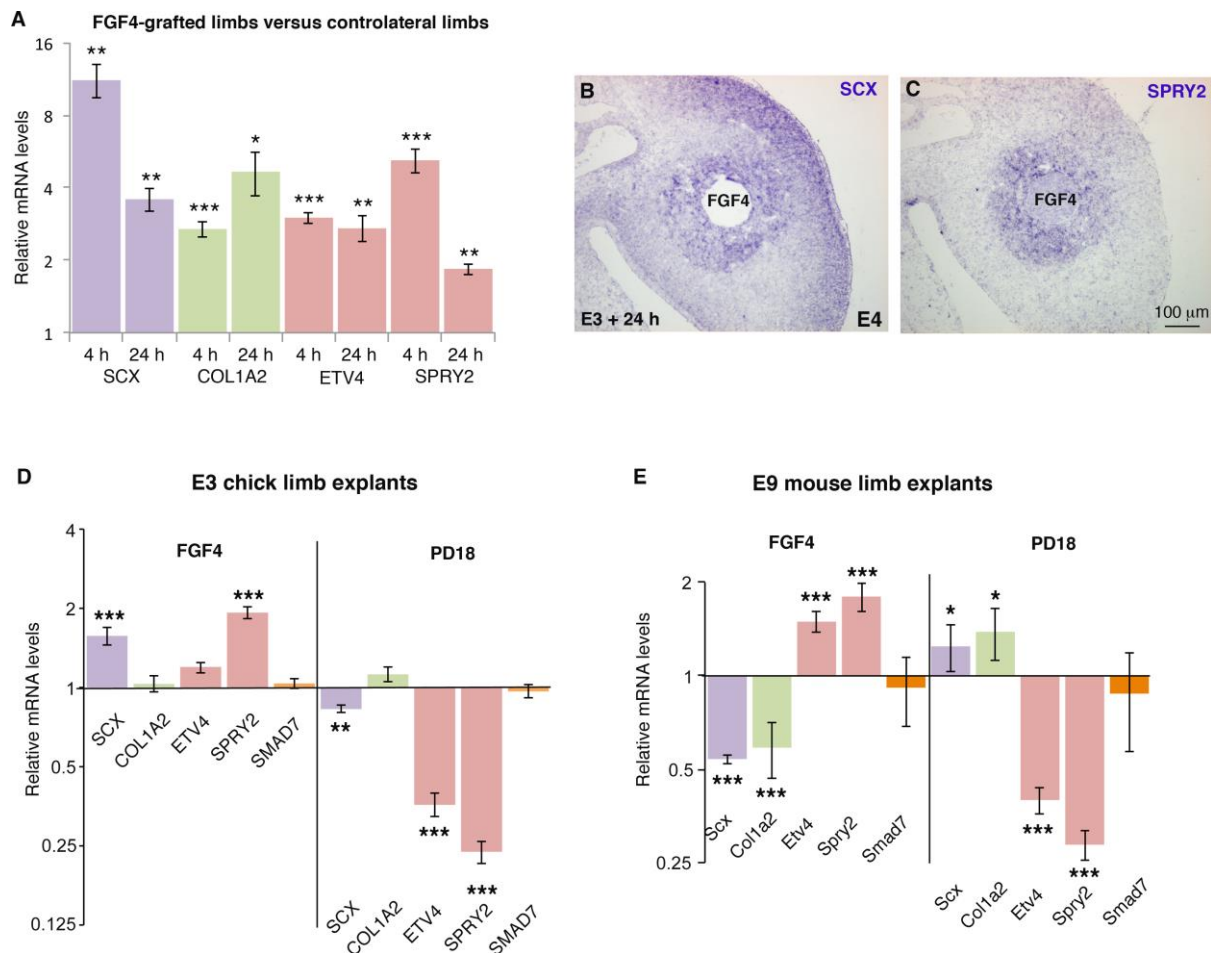 A
FGF4-grafted limbs versus controlateral limbs
Relative mRNA levels
16
8
4
2
1
**
**
***
*
***
**
***
**
4 h 24 h 4 h 24 h 4 h 24 h 4 h 24 h
SCX COL1A2 ETV4 SPRY2
B SCX
FGF4
E3 + 24 h E4
C SPRY2
FGF4
100 µm
D
E3 chick limb explants
FGF4 PD18
Relative mRNA levels
4
2
1
0.5
0.25
0.125
***
***
**
***
***
SCX COL1A2 ETV4 SPRY2 SMAD7
SCX COL1A2 ETV4 SPRY2 SMAD7
E
E9 mouse limb explants
FGF4 PD18
Relative mRNA levels
2
1
0.5
0.25
***
***
***
***
*
*
***
***
Scx Col1a2 Etv4 Spry2 Smad7
Scx Col1a2 Etv4 Spry2 Smad7